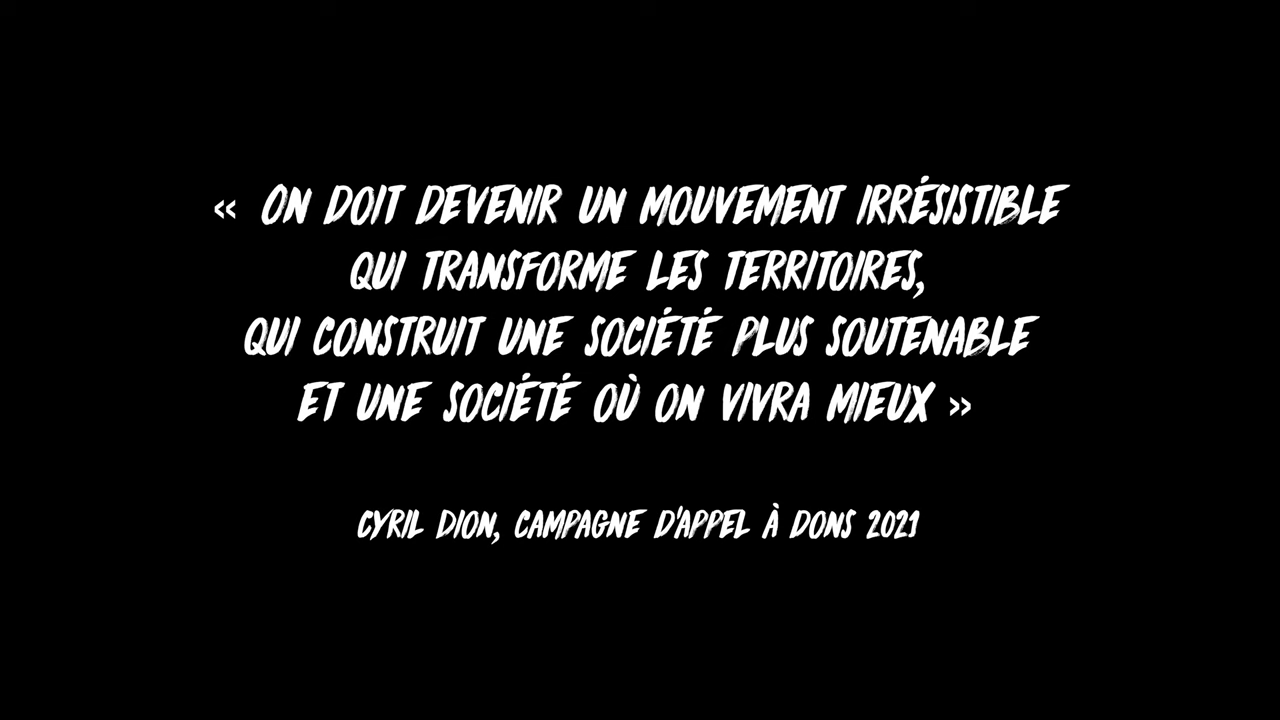 « ON DOIT DEVENIR UN MOUVEMENT IRRÉSISTIBLE
QUI TRANSFORME LES TERRITOIRES,
QUI CONSTRUIT UNE SOCIÉTÉ PLUS SOUTENABLE
ET UNE SOCIÉTÉ OÙ ON VIVRA MIEUX »
CYRIL DION, CAMPAGNE D'APPEL À DONS 2021